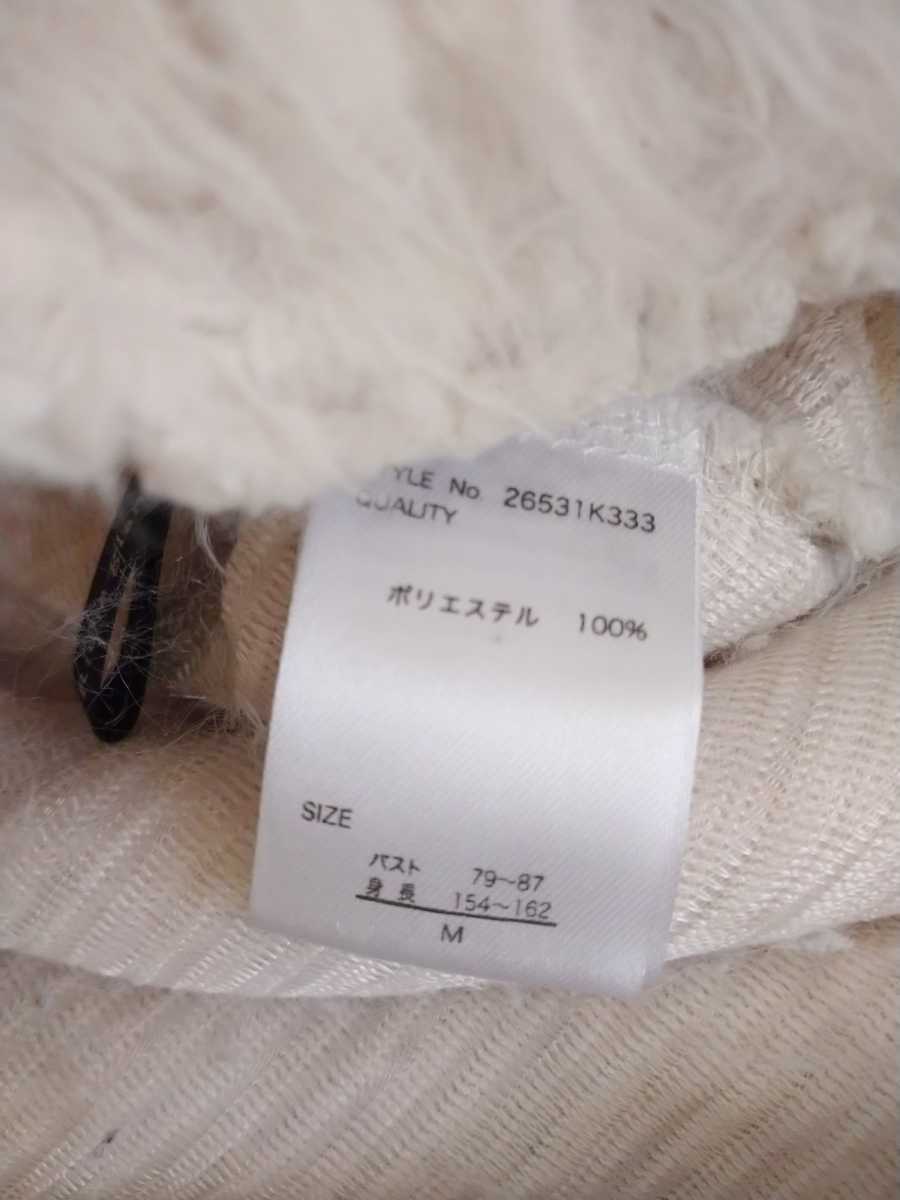 YLE No 26531K333
QUALITY
ポリエステル 100%
SIZE
バスト 79～87
身長 154～162
M